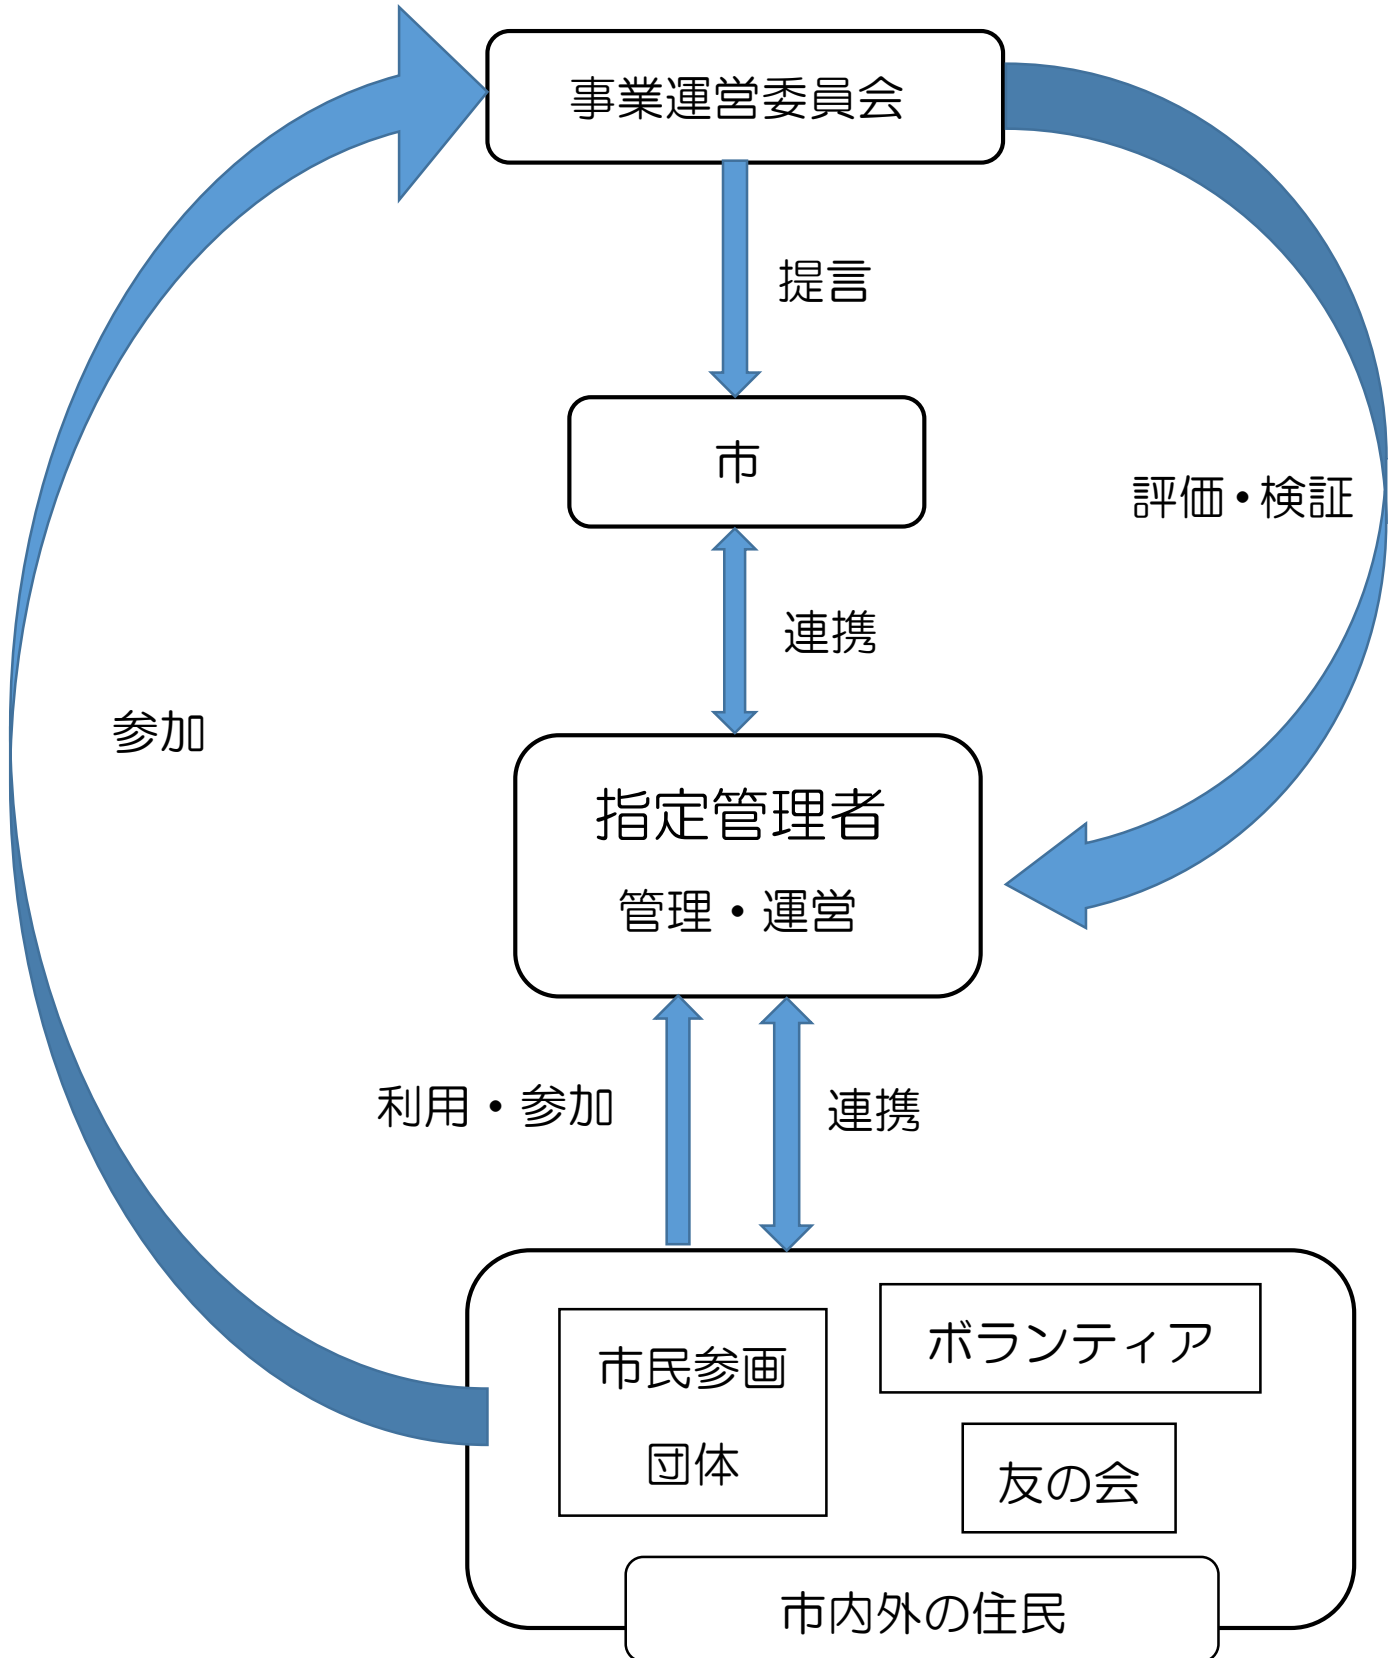 事業運営委員会
提言
市
評価・検証
連携
参加
指定管理者
管理・運営
利用・参加
連携
市民参画
団体
ボランティア
友の会
市内外の住民